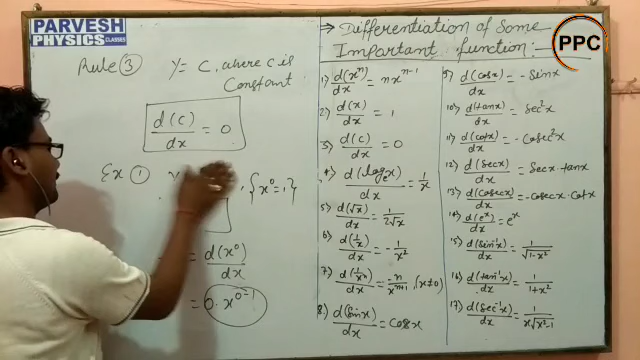 PARVESH
PHYSICS CLASSES
Rule ③ y = C, where c is
Constant
d(C)/dx = 0
Ex ① y
, {x⁰=1}
= d(x⁰)/dx
= 0·x⁰⁻¹
⇒ Differentiation of Some
Important function:—
PPC
1) d(xⁿ)/dx = nxⁿ⁻¹
2) d(x)/dx = 1
3) d(C)/dx = 0
4) d(logₑx)/dx = 1/x
5) d(√x)/dx = 1/2√x
6) d(1/x)/dx = -1/x²
7) d(1/xⁿ)/dx = -n/xⁿ⁺¹, (x≠0)
8) d(sinx)/dx = Cosx
9) d(cosx)/dx = -Sinx
10) d(tanx)/dx = Sec²x
11) d(cotx)/dx = -Cosec²x
12) d(secx)/dx = Secx·tanx
13) d(cosecx)/dx = -Cosecx·Cotx
14) d(eˣ)/dx = eˣ
15) d(sin⁻¹x)/dx = 1/√1-x²
16) d(tan⁻¹x)/dx = 1/1+x²
17) d(sec⁻¹x)/dx = 1/x√x²-1